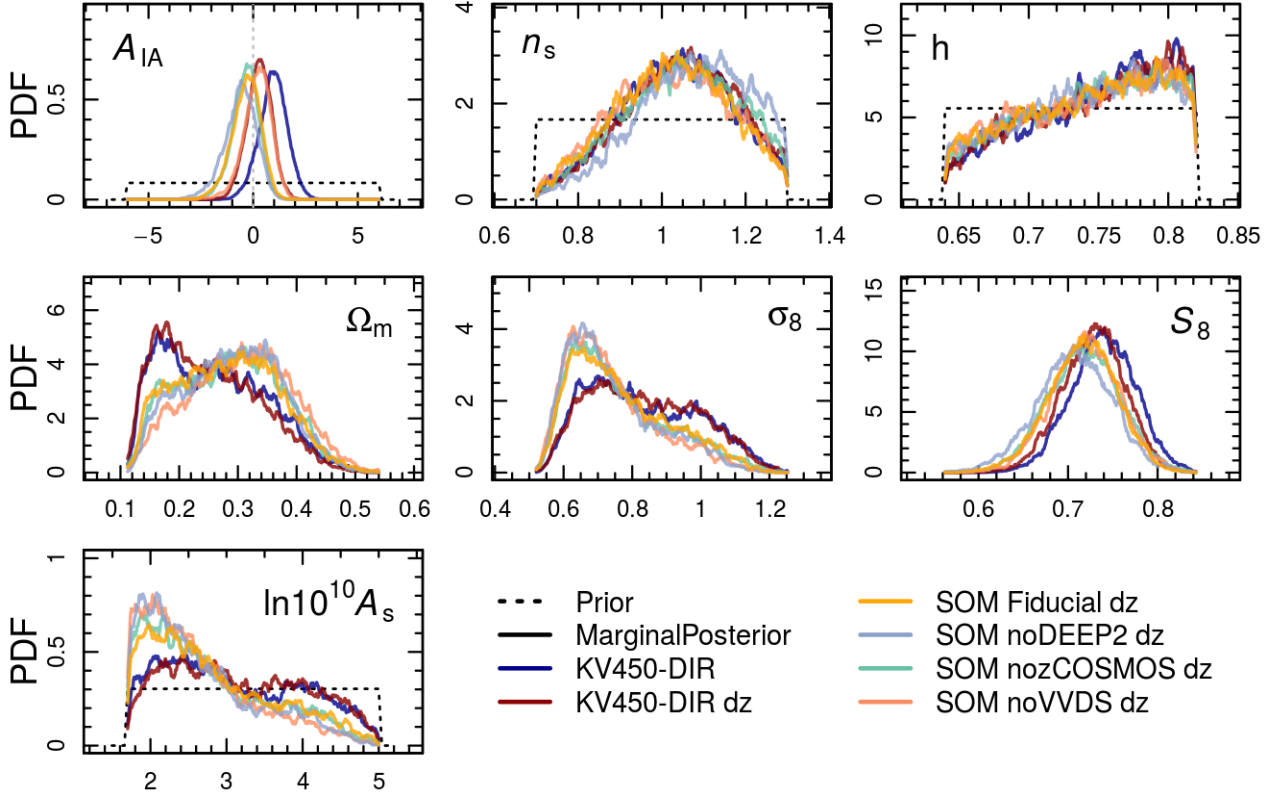 A_IA
PDF
0 0.5
−5 0 5
n_s
0 2 4
0.6 0.8 1 1.2 1.4
h
0 5 10
0.65 0.7 0.75 0.8 0.85
Ω_m
PDF
0 2 4 6
0.1 0.2 0.3 0.4 0.5 0.6
σ_8
0 2 4
0.4 0.6 0.8 1 1.2
S_8
0 5 10 15
0.6 0.7 0.8
ln10^10A_s
PDF
0 0.5 1
2 3 4 5
Prior
MarginalPosterior
KV450-DIR
KV450-DIR dz
SOM Fiducial dz
SOM noDEEP2 dz
SOM nozCOSMOS dz
SOM noVVDS dz